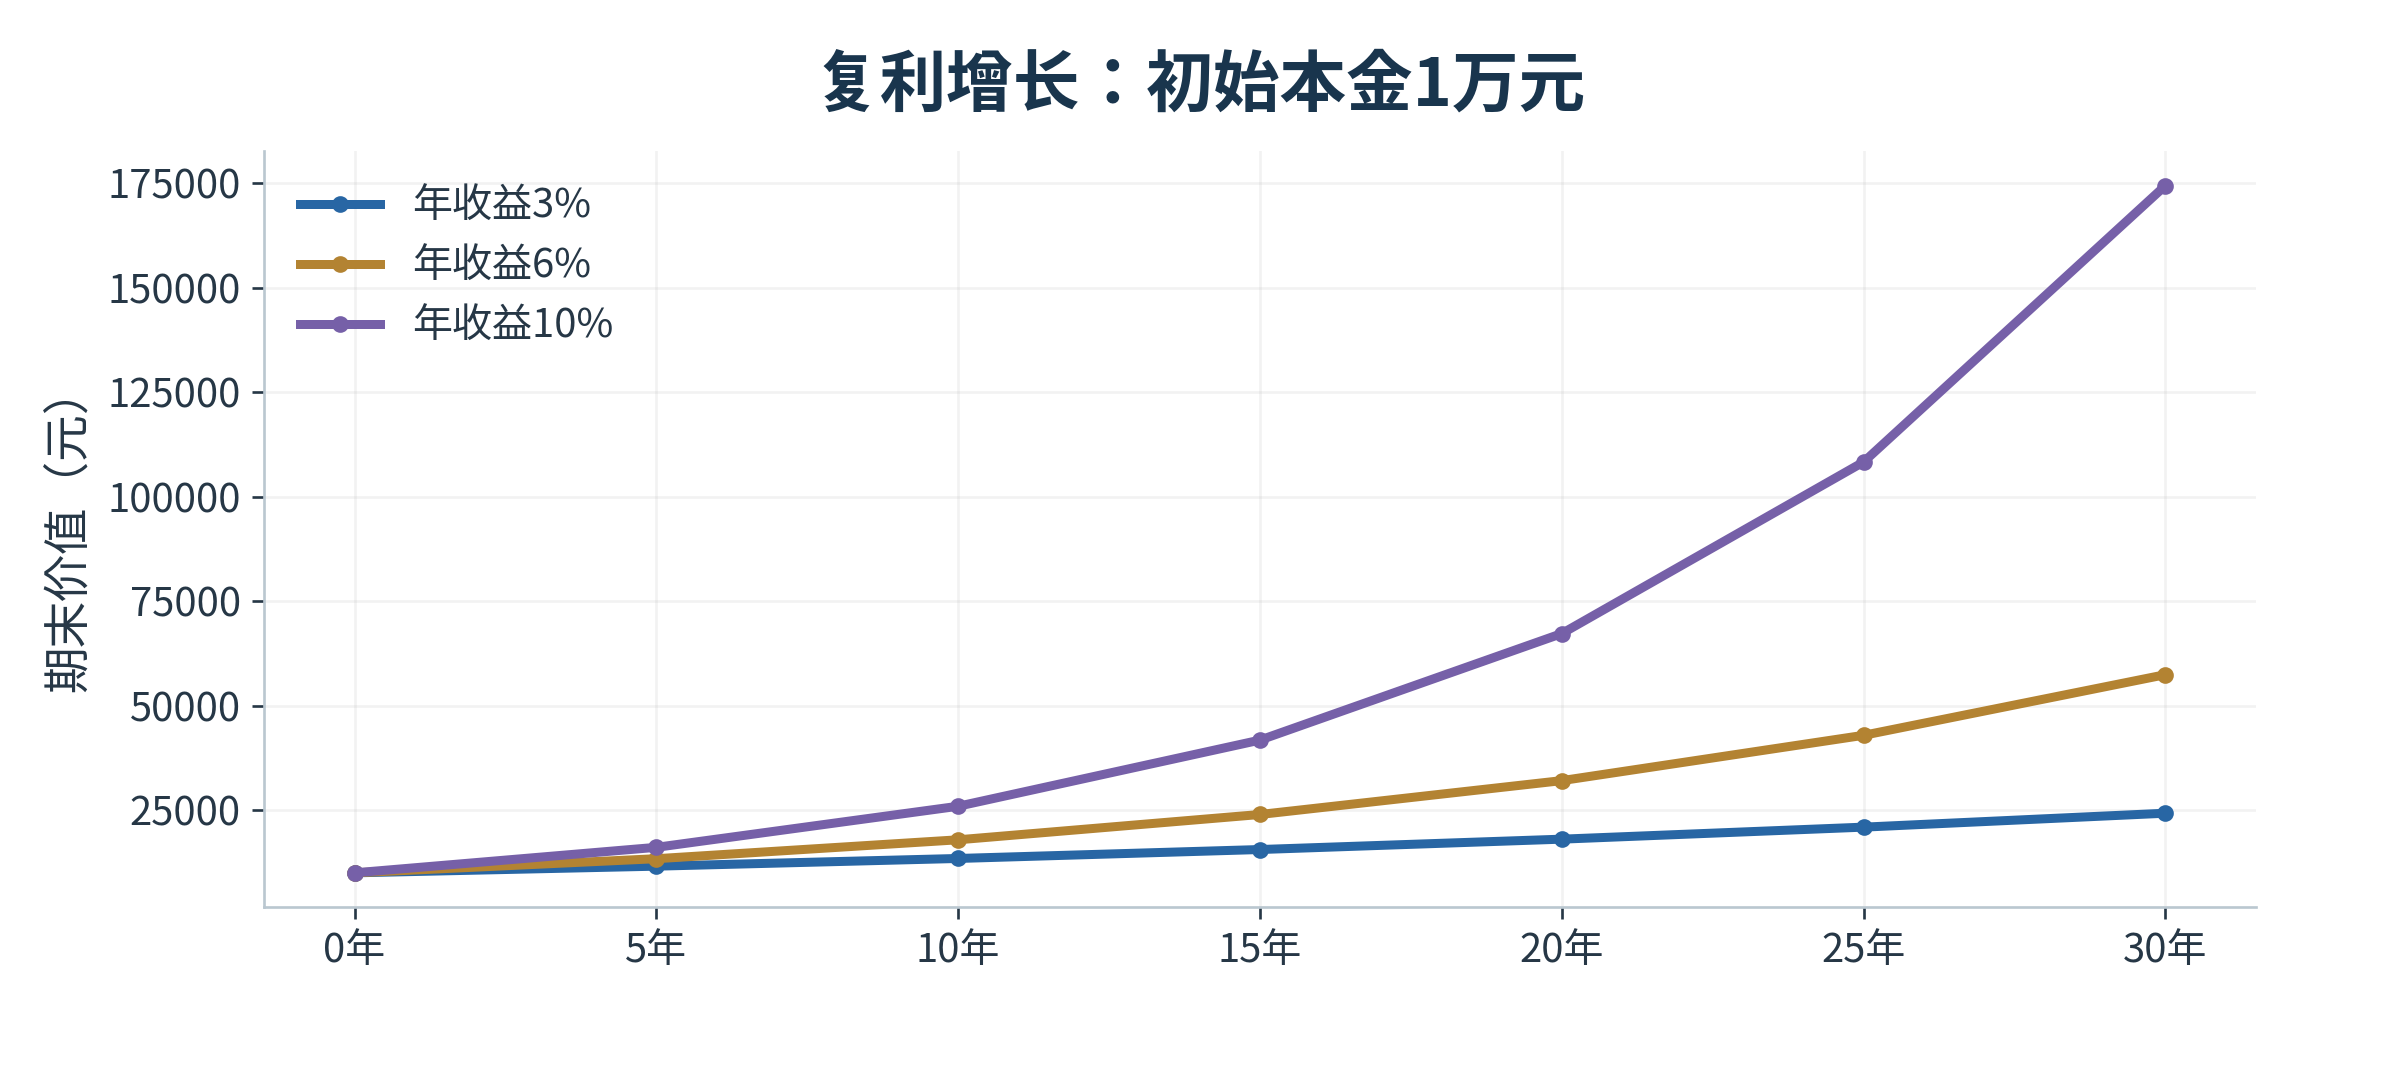 复利增长：初始本金1万元
期末价值（元）
175000
150000
125000
100000
75000
50000
25000
年收益3%
年收益6%
年收益10%
0年
5年
10年
15年
20年
25年
30年